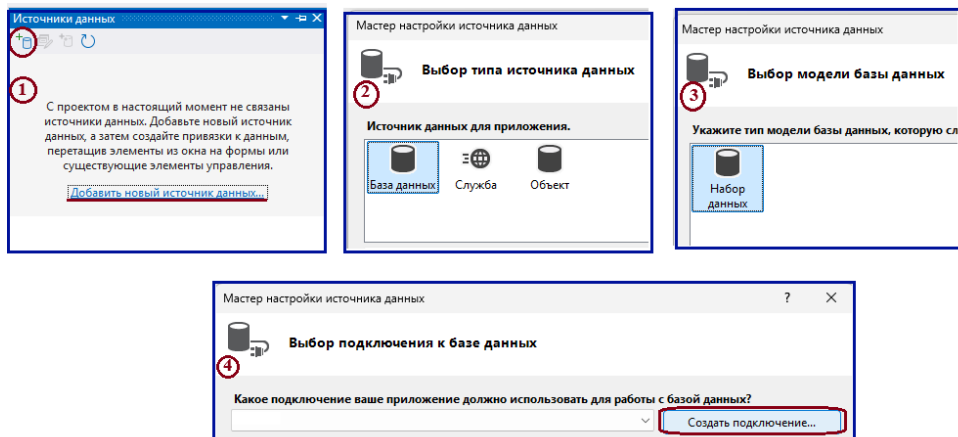 Источники данных
1
С проектом в настоящий момент не связаны
источники данных. Добавьте новый источник
данных, а затем создайте привязки к данным,
перетащив элементы из окна на формы или
существующие элементы управления.
Добавить новый источник данных...
Мастер настройки источника данных
Выбор типа источника данных
2
Источник данных для приложения.
База данных Служба Объект
Мастер настройки источника данных
Выбор модели базы данных
3
Укажите тип модели базы данных, которую сл
Набор
данных
Мастер настройки источника данных ?
Выбор подключения к базе данных
4
Какое подключение ваше приложение должно использовать для работы с базой данных?
Создать подключение...